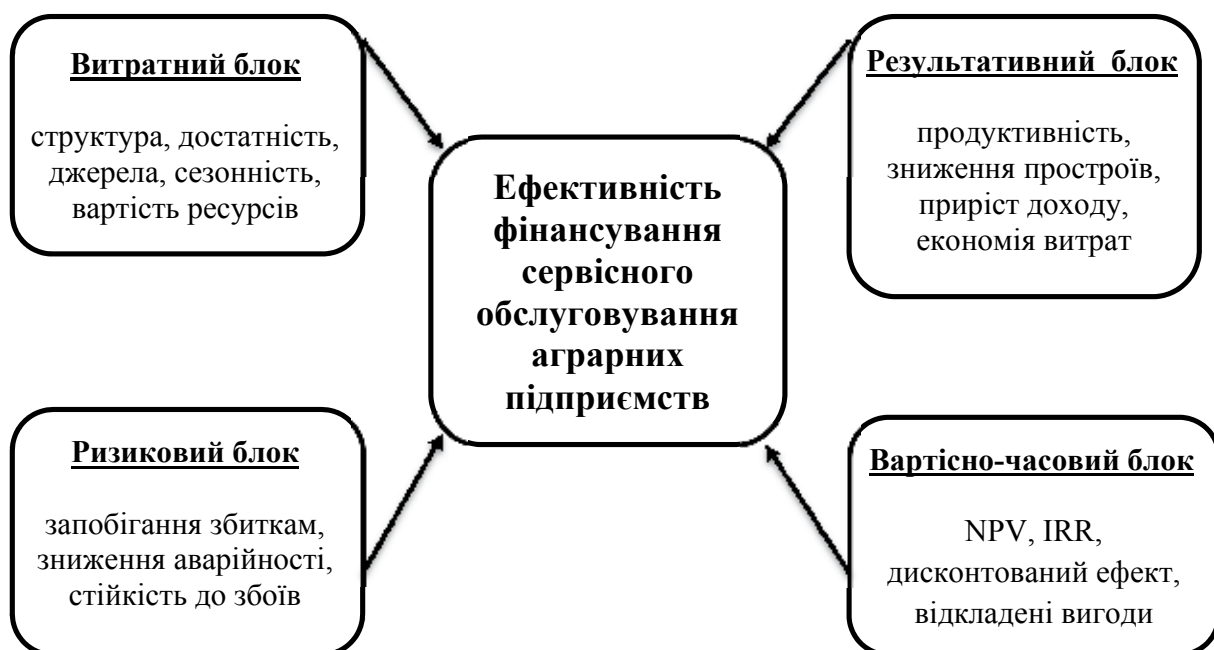 Витратний блок
структура, достатність,
джерела, сезонність,
вартість ресурсів
Результативний блок
продуктивність,
зниження простроїв,
приріст доходу,
економія витрат
Ефективність
фінансування
сервісного
обслуговування
аграрних
підприємств
Ризиковий блок
запобігання збиткам,
зниження аварійності,
стійкість до збоїв
Вартісно-часовий блок
NPV, IRR,
дисконтований ефект,
відкладені вигоди